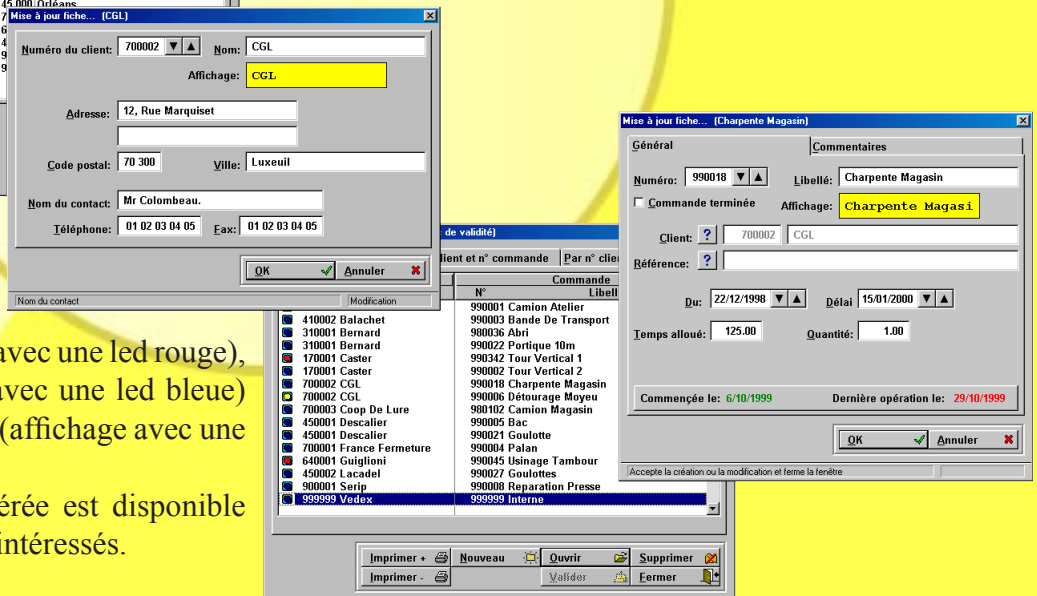 45 000 Orléans
7
6
4
9
9
Mise à jour fiche... (CGL)
Numéro du client: 700002 Nom: CGL
Affichage: CGL
Adresse: 12, Rue Marquiset
Code postal: 70 300 Ville: Luxeuil
Nom du contact: Mr Colombeau.
Téléphone: 01 02 03 04 05 Fax: 01 02 03 04 05
OK Annuler
Nom du contact Modification
avec une led rouge),
avec une led bleue)
(affichage avec une
érée est disponible
intéressés.
de validité)
lient et n° commande Par n° clie
Commande
N° Libell
990001 Camion Atelier
410002 Balachet 990003 Bande De Transport
310001 Bernard 980036 Abri
310001 Bernard 990022 Portique 10m
170001 Caster 990342 Tour Vertical 1
170001 Caster 990002 Tour Vertical 2
700002 CGL 990018 Charpente Magasin
700002 CGL 990006 Détourage Moyeu
700003 Coop De Lure 980102 Camion Magasin
450001 Descalier 990005 Bac
450001 Descalier 990021 Goulotte
700001 France Fermeture 990004 Palan
640001 Guiglioni 990045 Usinage Tambour
450002 Lacadel 990027 Goulottes
900001 Serip 990008 Reparation Presse
999999 Vedex 999999 Interne
Imprimer + Nouveau Ouvrir Supprimer
Imprimer - Valider Fermer
Mise à jour fiche... (Charpente Magasin)
Général Commentaires
Numéro: 990018 Libellé: Charpente Magasin
Commande terminée Affichage: Charpente Magasi
Client: ? 700002 CGL
Référence: ?
Du: 22/12/1998 Délai 15/01/2000
Temps alloué: 125.00 Quantité: 1.00
Commençée le: 6/10/1999 Dernière opération le: 29/10/1999
OK Annuler
Accepte la création ou la modification et ferme la fenêtre